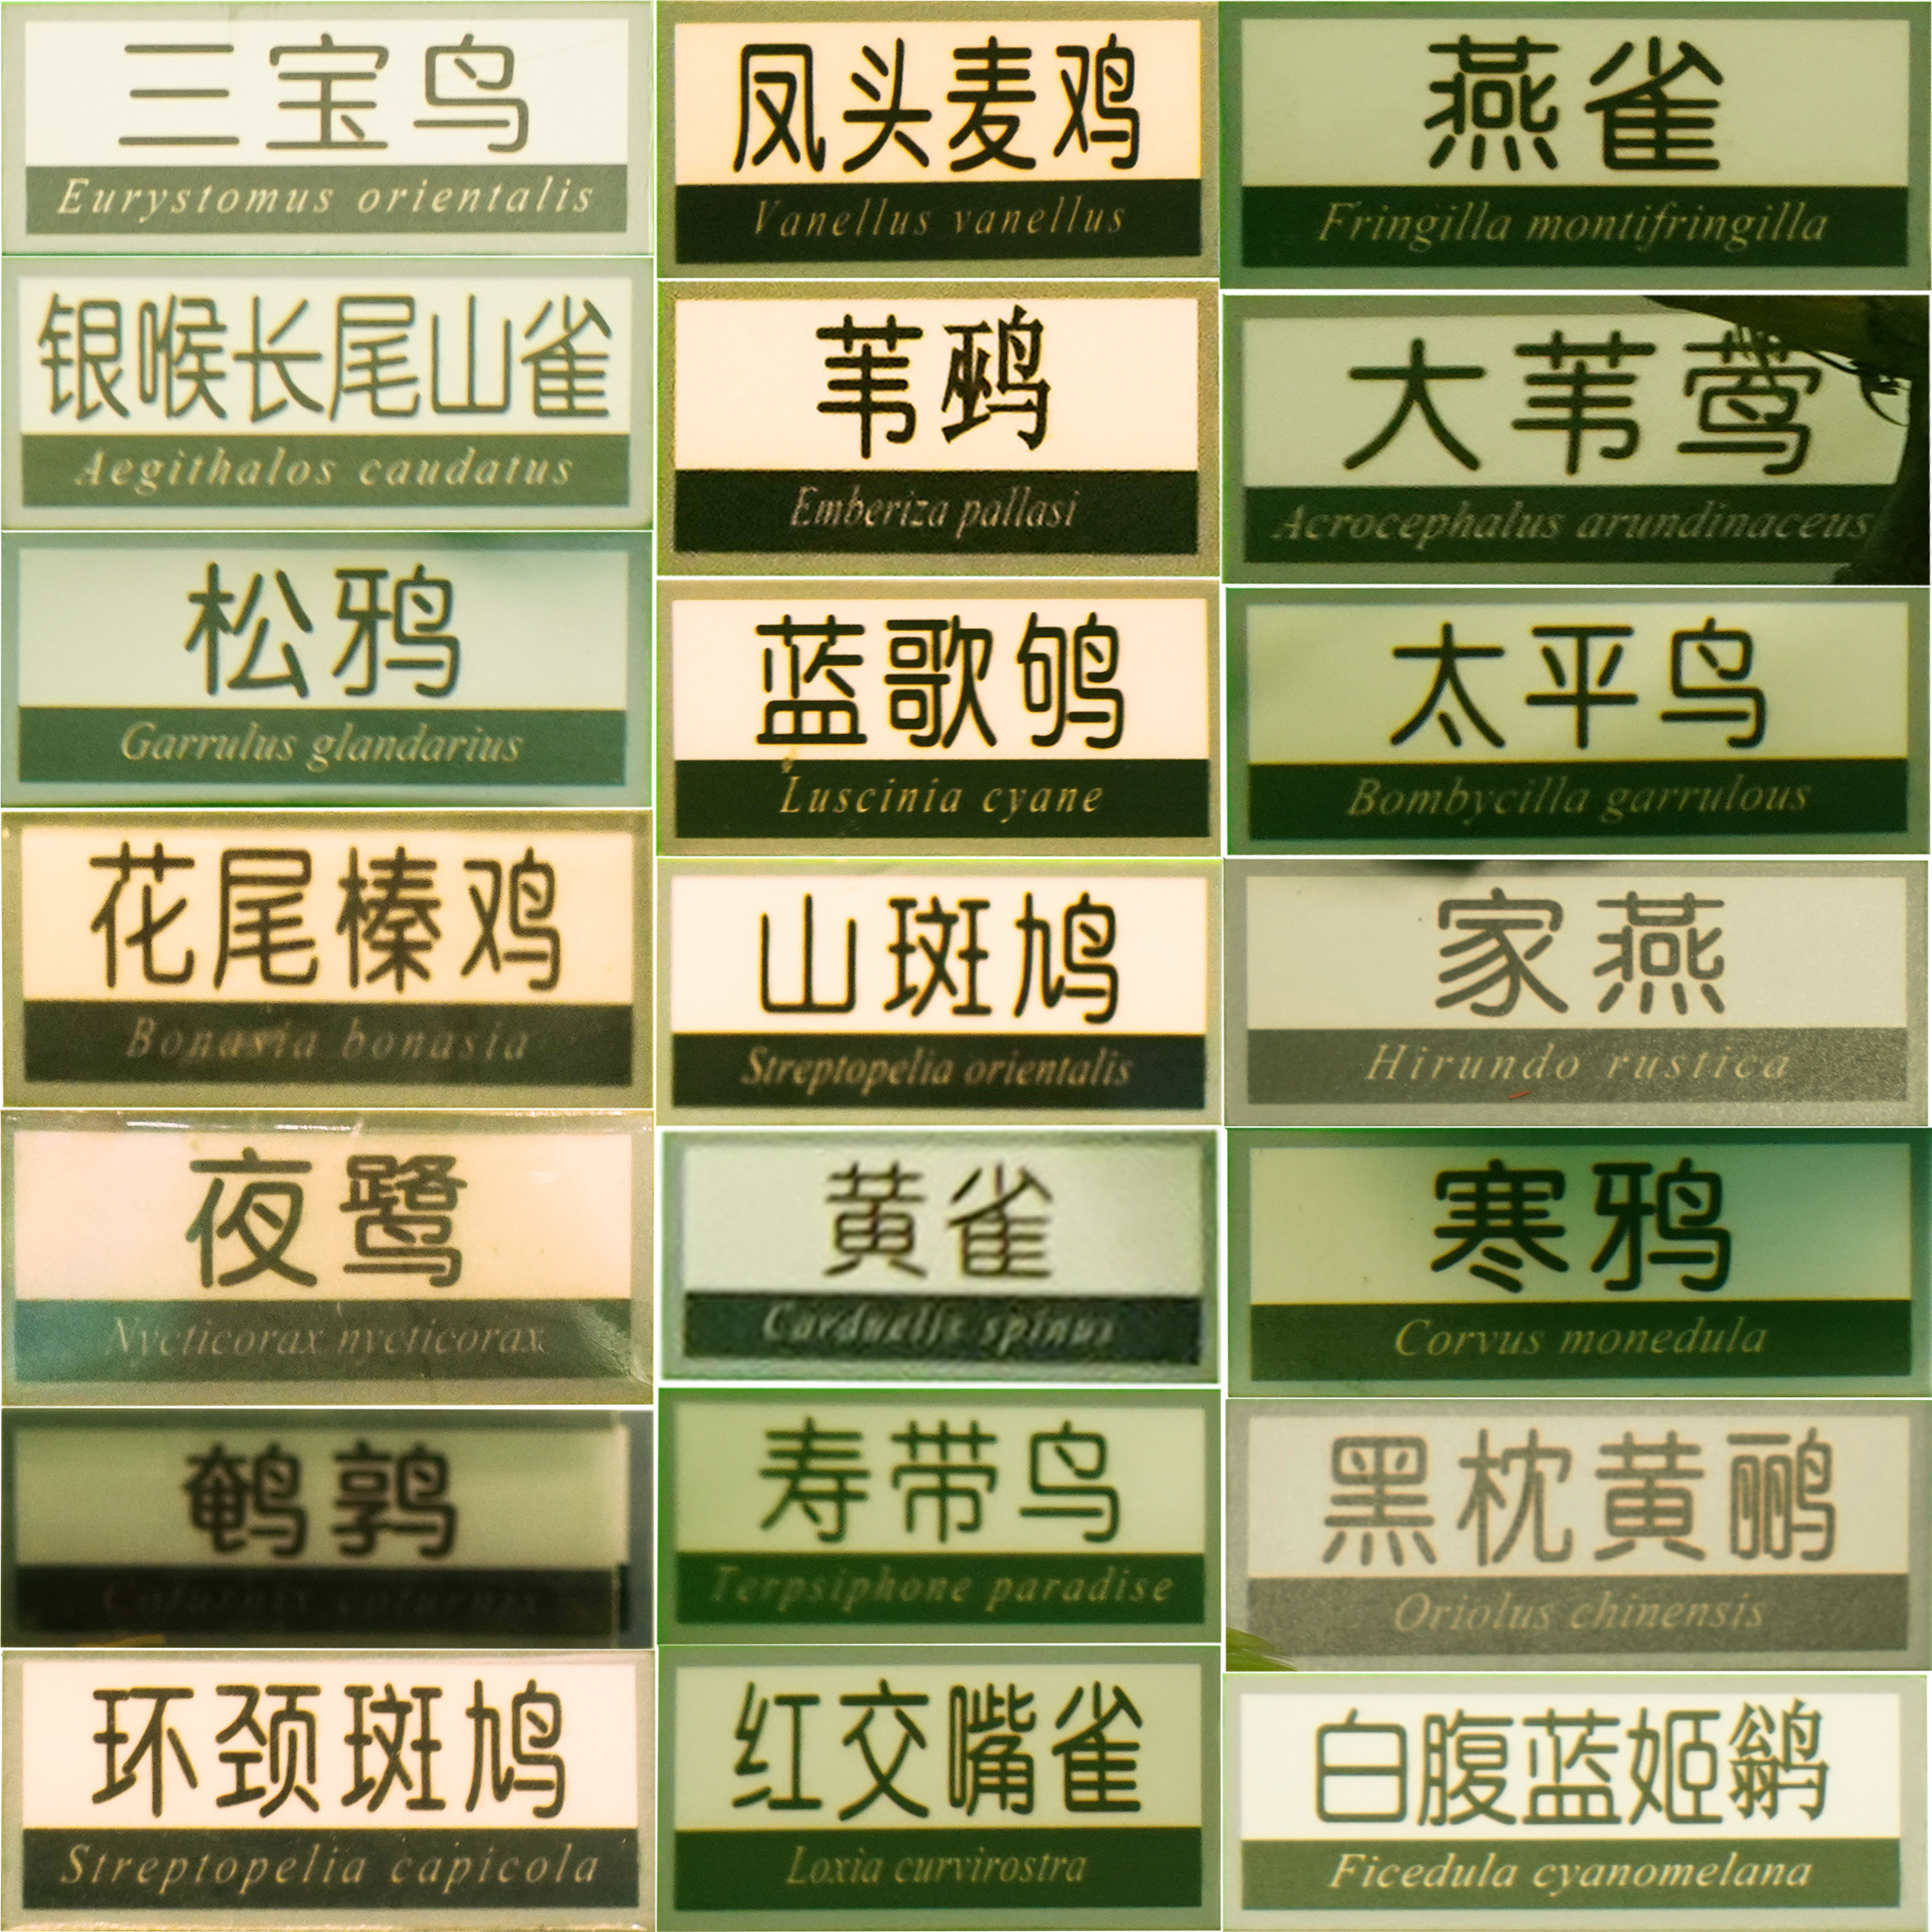 三宝鸟
Eurystomus orientalis
银喉长尾山雀
Aegithalos caudatus
松鸦
Garrulus glandarius
花尾榛鸡
Bonasia bonasia
夜鹭
Nycticorax nycticorax
鹌鹑
Coturnix coturnix
环颈斑鸠
Streptopelia capicola
凤头麦鸡
Vanellus vanellus
苇鹀
Emberiza pallasi
蓝歌鸲
Luscinia cyane
山斑鸠
Streptopelia orientalis
黄雀
Carduelis spinus
寿带鸟
Terpsiphone paradise
红交嘴雀
Loxia curvirostra
燕雀
Fringilla montifringilla
大苇莺
Acrocephalus arundinaceus
太平鸟
Bombycilla garrulous
家燕
Hirundo rustica
寒鸦
Corvus monedula
黑枕黄鹂
Oriolus chinensis
白腹蓝姬鹟
Ficedula cyanomelana